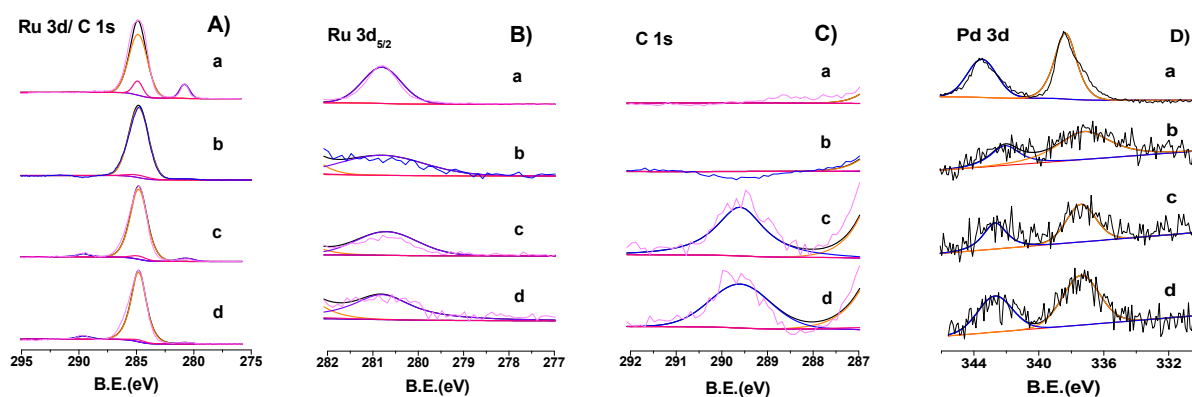 Ru 3d/ C 1s
A)
a
b
c
d
295 290 285 280 275
B.E.(eV)
Ru 3d5/2
B)
a
b
c
d
282 281 280 279 278 277
B.E.(eV)
C 1s
C)
a
b
c
d
292 291 290 289 288 287
B.E.(eV)
Pd 3d
D)
a
b
c
d
344 340 336 332
B.E.(eV)